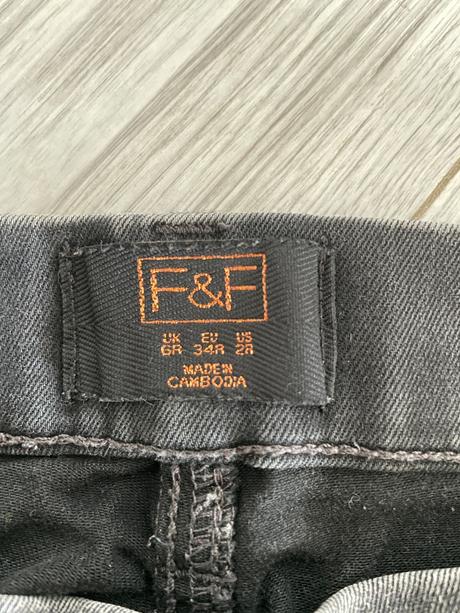 F&F
UK EU US
6R 34R 2R
MADE IN
CAMBODIA